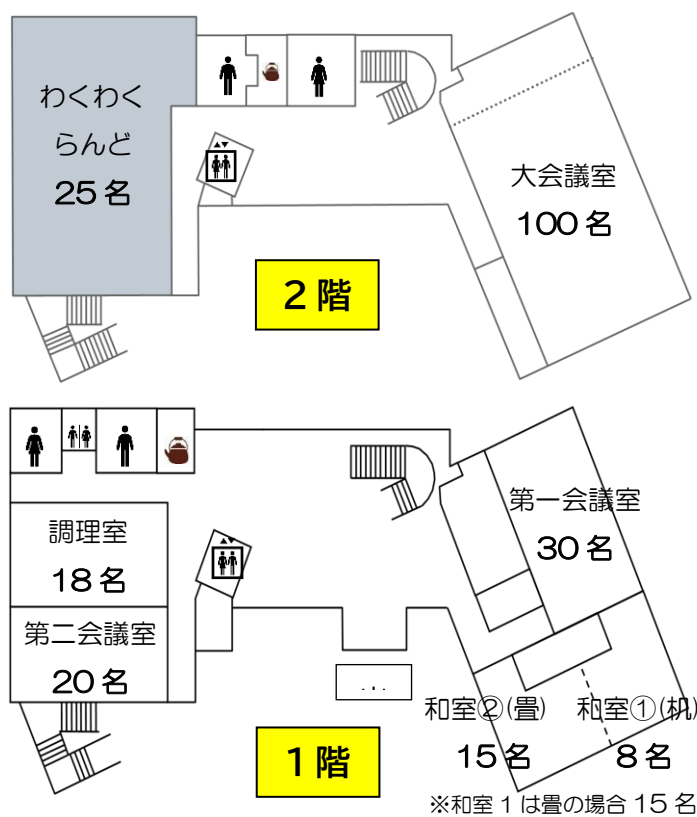 わくわく
らんど
25名
大会議室
100名
2階
第一会議室
30名
調理室
18名
第二会議室
20名
和室②(畳) 和室①(机)
15名 8名
1階
※和室1は畳の場合15名